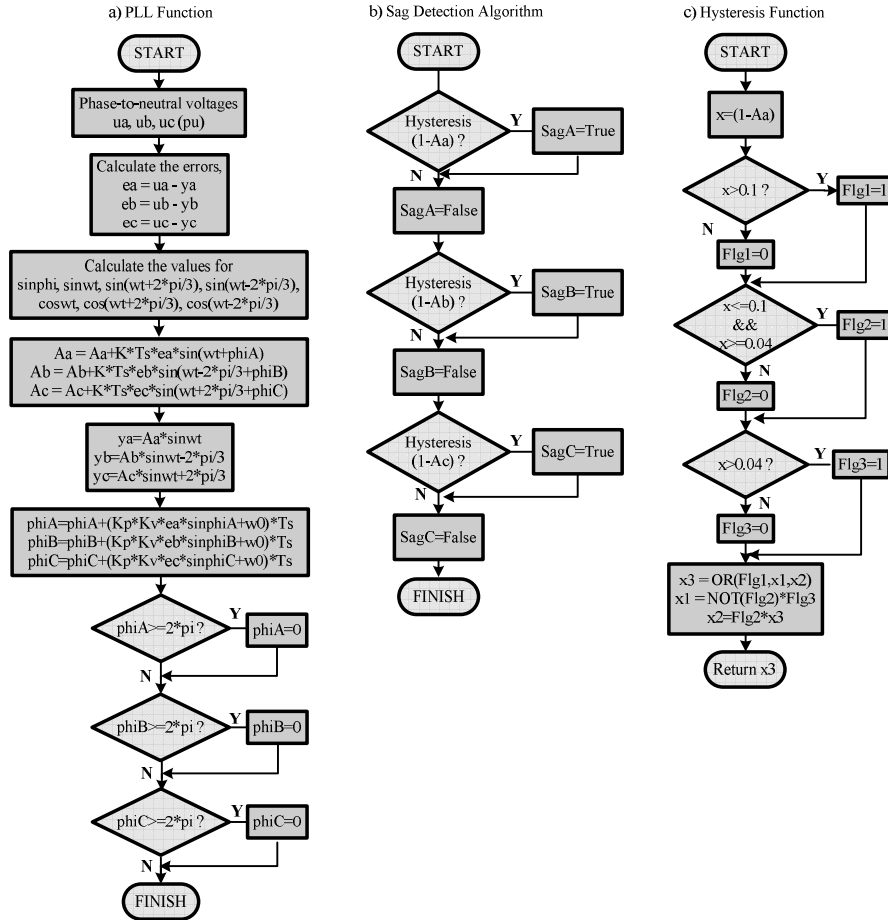 a) PLL Function
START
Phase-to-neutral voltages
ua, ub, uc (pu)
Calculate the errors,
ea = ua - ya
eb = ub - yb
ec = uc - yc
Calculate the values for
sinphi, sinwt, sin(wt+2*pi/3), sin(wt-2*pi/3),
coswt, cos(wt+2*pi/3), cos(wt-2*pi/3)
Aa = Aa+K*Ts*ea*sin(wt+phiA)
Ab = Ab+K*Ts*eb*sin(wt-2*pi/3+phiB)
Ac = Ac+K*Ts*ec*sin(wt+2*pi/3+phiC)
ya=Aa*sinwt
yb=Ab*sinwt-2*pi/3
yc=Ac*sinwt+2*pi/3
phiA=phiA+(Kp*Kv*ea*sinphiA+w0)*Ts
phiB=phiB+(Kp*Kv*eb*sinphiB+w0)*Ts
phiC=phiC+(Kp*Kv*ec*sinphiC+w0)*Ts
phiA>=2*pi ?
Y
phiA=0
N
phiB>=2*pi ?
Y
phiB=0
N
phiC>=2*pi ?
Y
phiC=0
N
FINISH
b) Sag Detection Algorithm
START
Hysteresis
(1-Aa) ?
Y
SagA=True
N
SagA=False
Hysteresis
(1-Ab) ?
Y
SagB=True
N
SagB=False
Hysteresis
(1-Ac) ?
Y
SagC=True
N
SagC=False
FINISH
c) Hysteresis Function
START
x=(1-Aa)
x>0.1 ?
Y
Flg1=1
N
Flg1=0
x<=0.1
&&
x>=0.04
Y
Flg2=1
N
Flg2=0
x>0.04 ?
Y
Flg3=1
N
Flg3=0
x3 = OR(Flg1,x1,x2)
x1 = NOT(Flg2)*Flg3
x2=Flg2*x3
Return x3